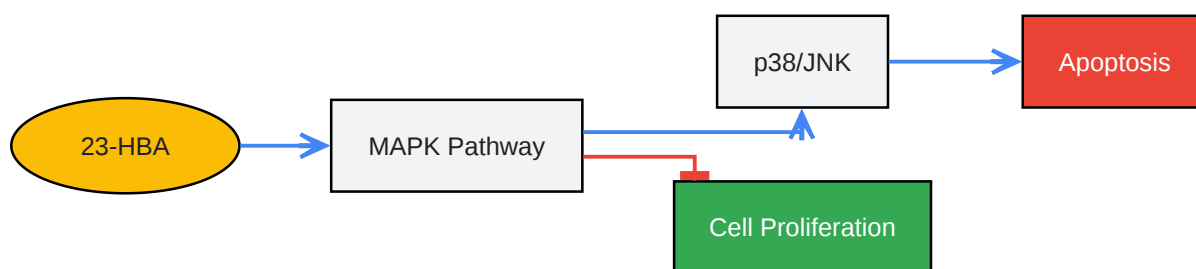 23-HBA
MAPK Pathway
p38/JNK
Apoptosis
Cell Proliferation